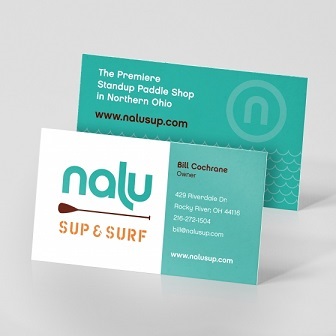 The Premiere
Standup Paddle Shop
in Northern Ohio
www.nalusup.com
n
nalu
SUP & SURF
Bill Cochrane
Owner
429 Riverdale Dr
Rocky River, OH 44116
216-272-1504
bill@nalusup.com
www.nalusup.com